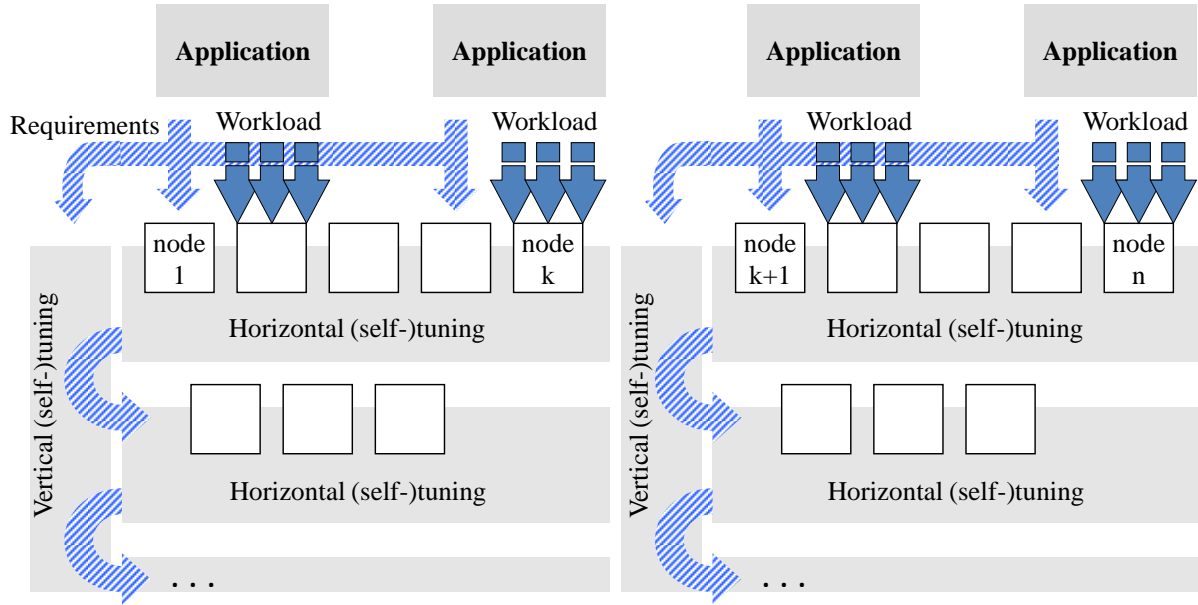 Application
Application
Application
Application
Requirements
Workload
Workload
Workload
Workload
node
1
node
k
node
k+1
node
n
Vertical (self-)tuning
Horizontal (self-)tuning
Vertical (self-)tuning
Horizontal (self-)tuning
Horizontal (self-)tuning
Horizontal (self-)tuning
. . .
. . .